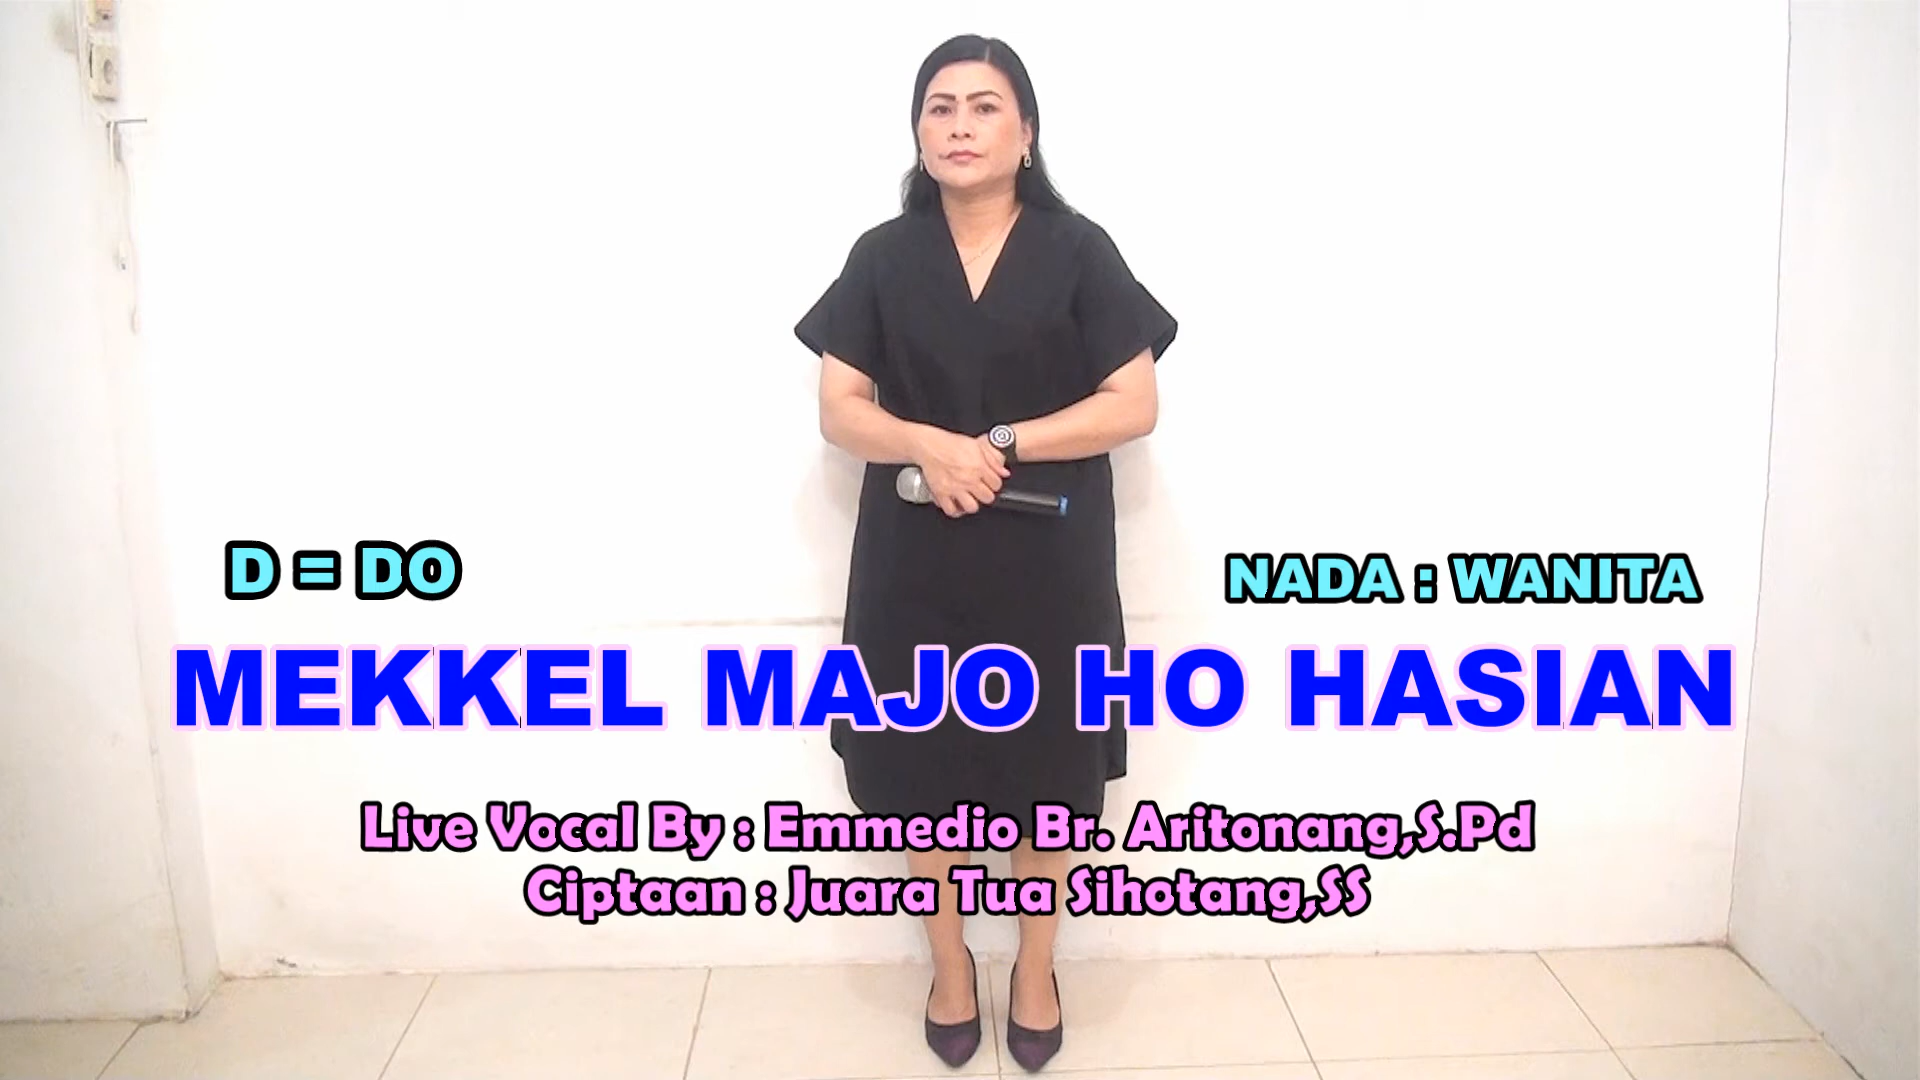 D = DO
NADA : WANITA
MEKKEL MAJO HO HASIAN
Live Vocal By : Emmedio Br. Aritonang,S.Pd
Ciptaan : Juara Tua Sihotang,SS